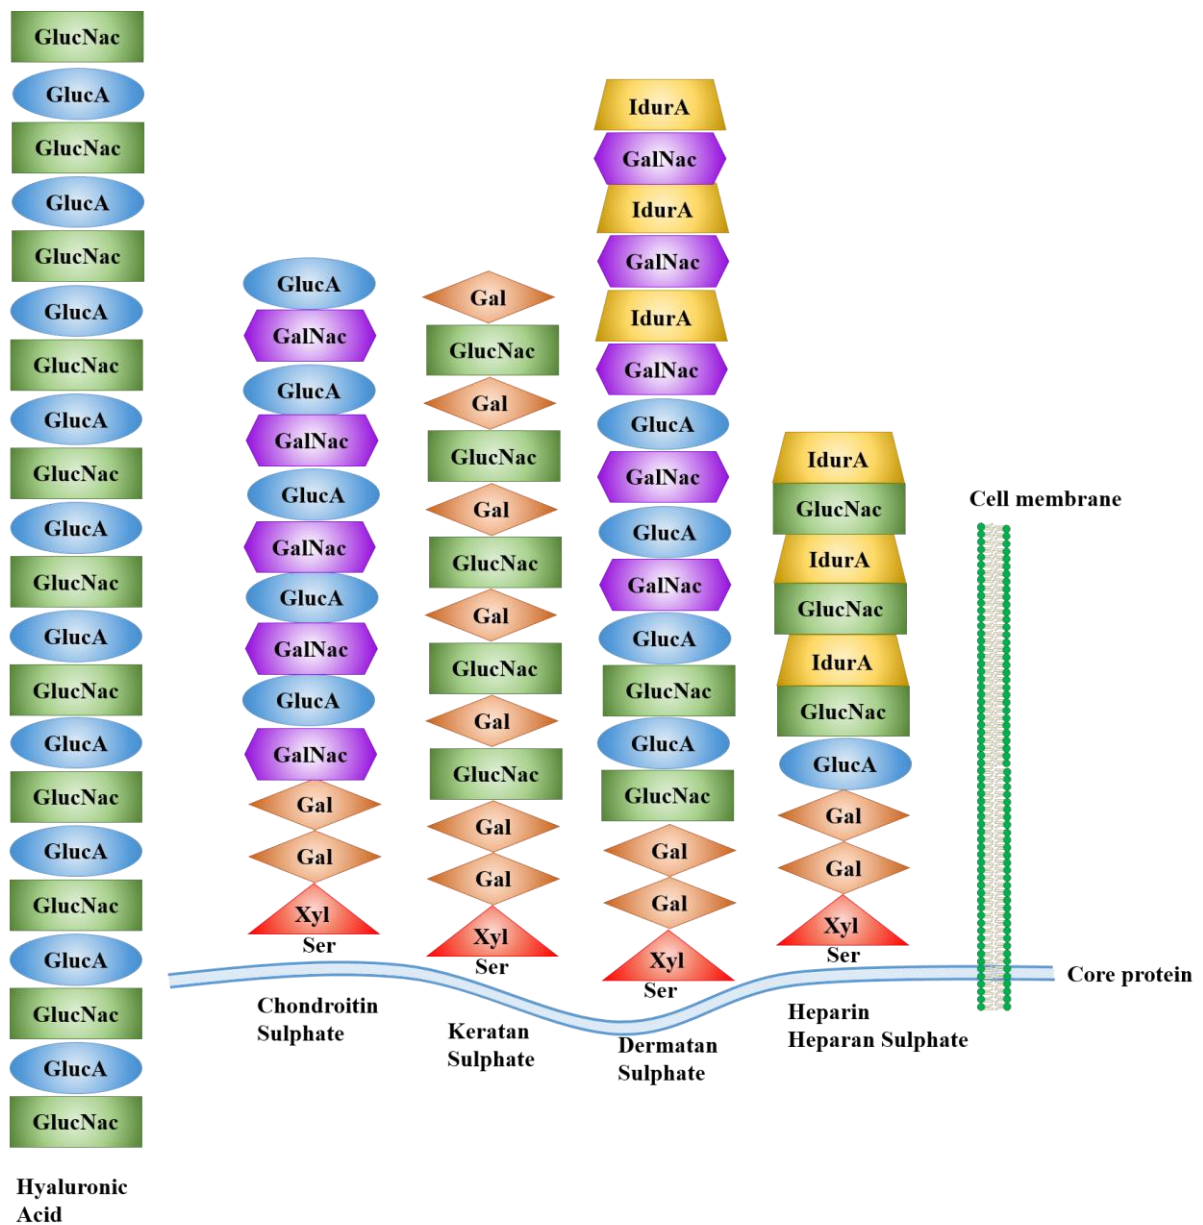 GlucNac
GlucA
GlucNac
GlucA
GlucNac
GlucA
GlucNac
GlucA
GlucNac
GlucA
GlucNac
GlucA
GlucNac
GlucA
GlucNac
GlucA
GlucNac
GlucA
GlucNac
GlucA
GlucNac
Hyaluronic
Acid
GlucA
GalNac
GlucA
GalNac
GlucA
GalNac
GlucA
GalNac
GlucA
GalNac
Gal
Gal
Xyl
Ser
Chondroitin
Sulphate
Gal
GlucNac
Gal
GlucNac
Gal
GlucNac
Gal
GlucNac
Gal
GlucNac
Gal
Gal
Xyl
Ser
Keratan
Sulphate
IdurA
GalNac
IdurA
GalNac
IdurA
GalNac
GlucA
GalNac
GlucA
GalNac
GlucA
GlucNac
GlucA
GlucNac
Gal
Gal
Xyl
Ser
Dermatan
Sulphate
IdurA
GlucNac
IdurA
GlucNac
IdurA
GlucNac
GlucA
Gal
Gal
Xyl
Ser
Heparin
Heparan Sulphate
Cell membrane
Core protein